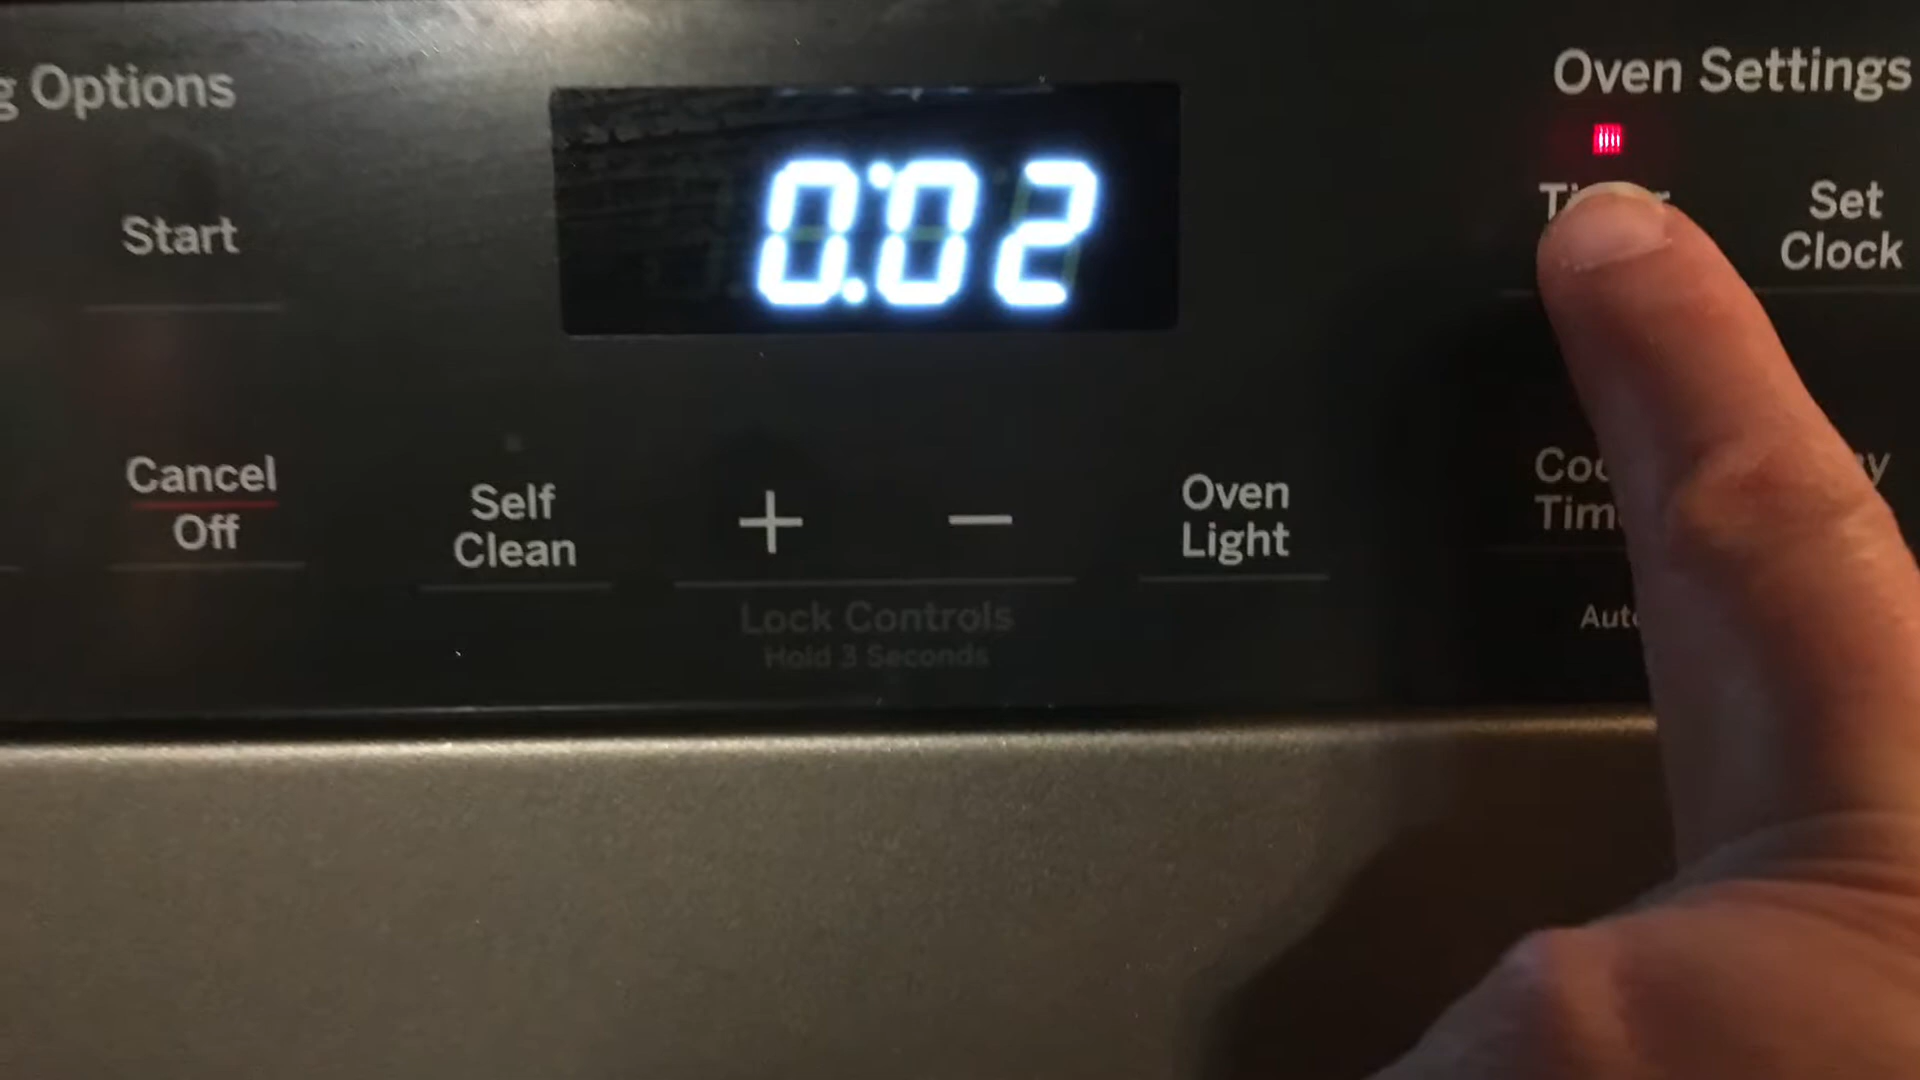 g Options
Oven Settings
0:02
Start
Set
Clock
Cancel
Off
Self
Clean
+
−
Oven
Light
Lock Controls
Hold 3 Seconds